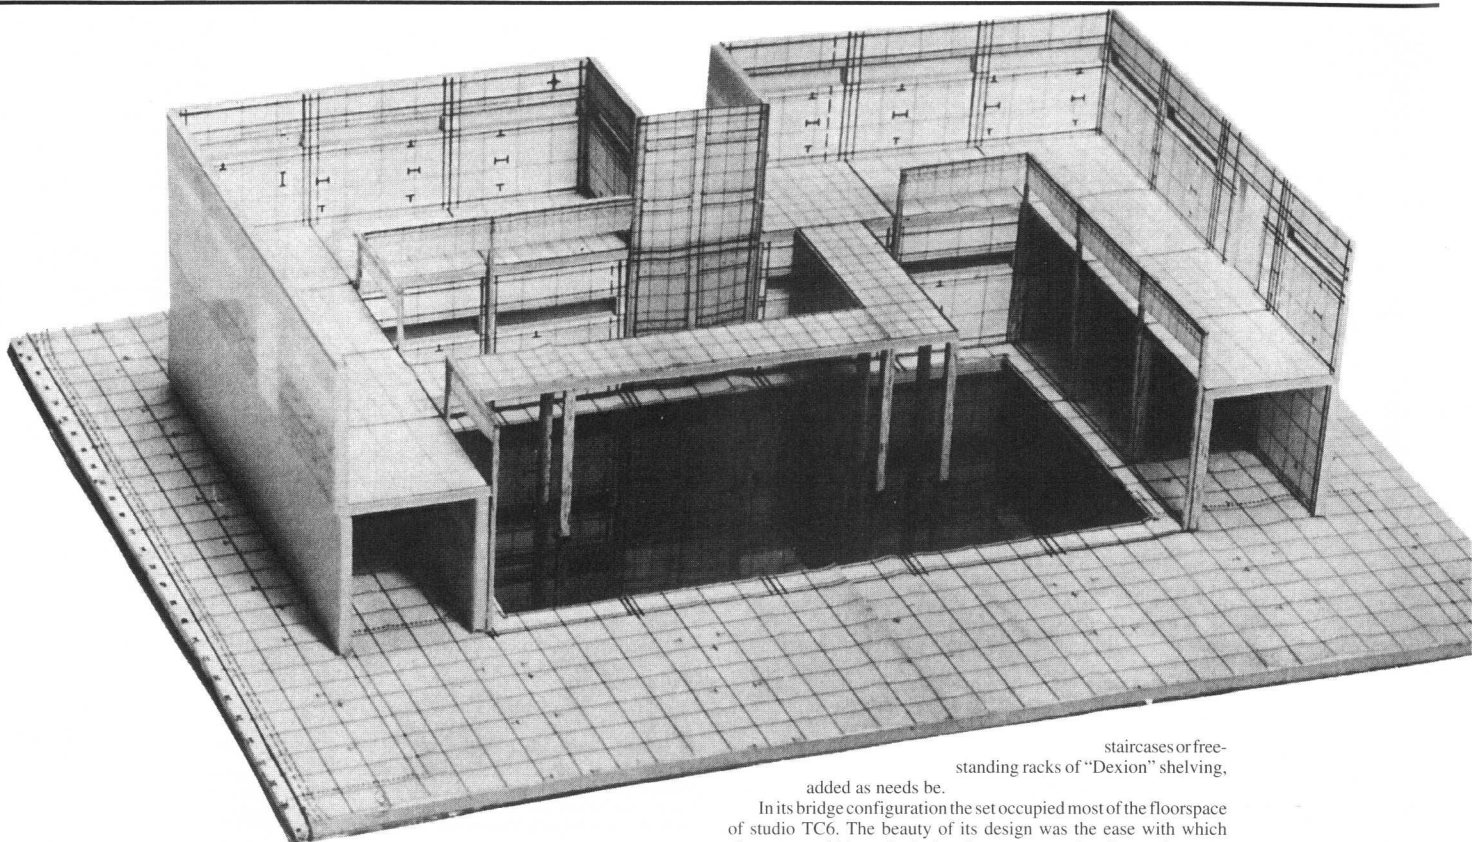 staircases or free-
standing racks of “Dexion” shelving,
added as needs be.
In its bridge configuration the set occupied most of the floorspace
of studio TC6. The beauty of its design was the ease with which